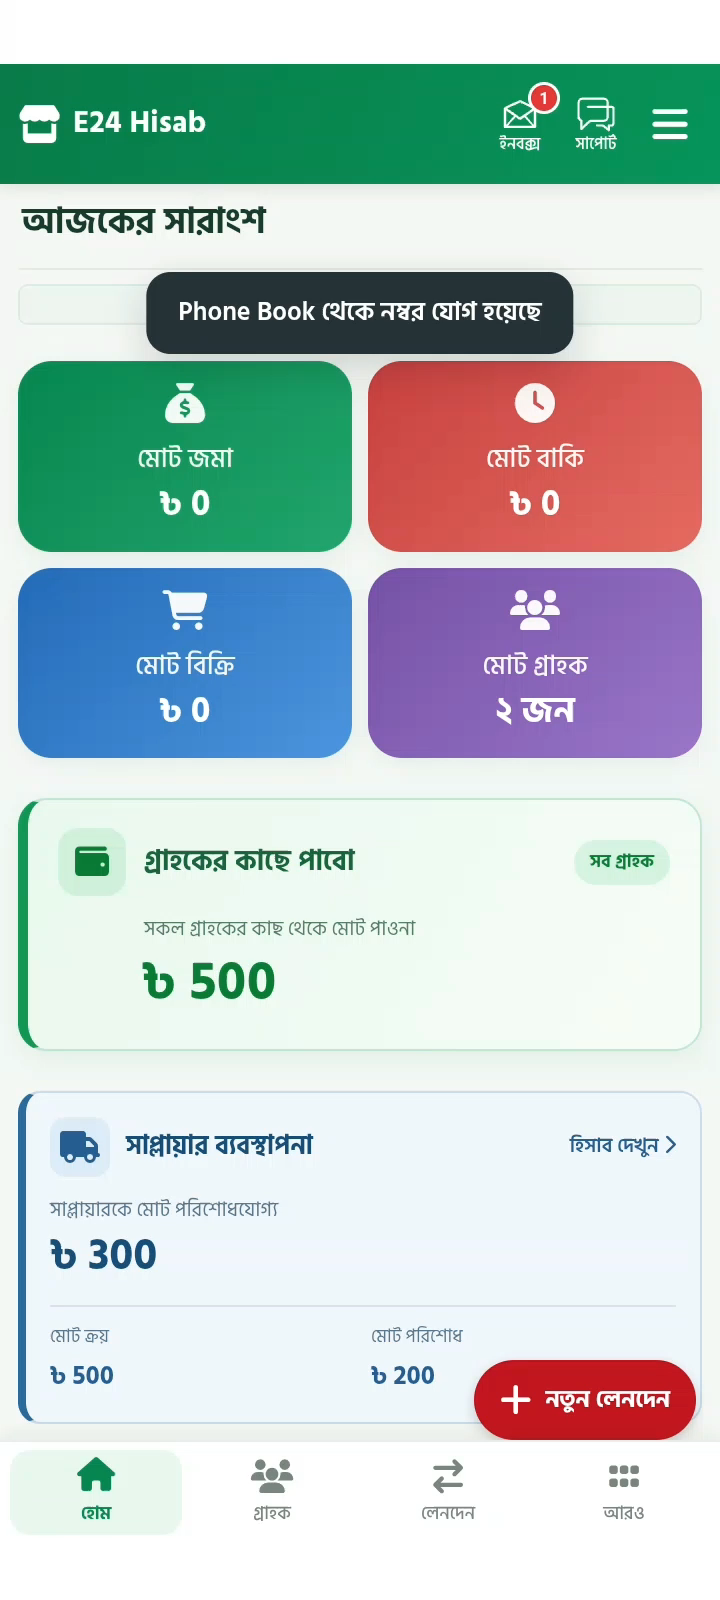 E24 Hisab
1
ইনবক্স
সাপোর্ট
আজকের সারাংশ
Phone Book থেকে নম্বর যোগ হয়েছে
মোট জমা
৳ 0
মোট বাকি
৳ 0
মোট বিক্রি
৳ 0
মোট গ্রাহক
২ জন
গ্রাহকের কাছে পাবো
সব গ্রাহক
সকল গ্রাহকের কাছ থেকে মোট পাওনা
৳ 500
সাপ্লায়ার ব্যবস্থাপনা
হিসাব দেখুন
সাপ্লায়ারকে মোট পরিশোধযোগ্য
৳ 300
মোট ক্রয়
মোট পরিশোধ
৳ 500
৳ 200
নতুন লেনদেন
হোম
গ্রাহক
লেনদেন
আরও